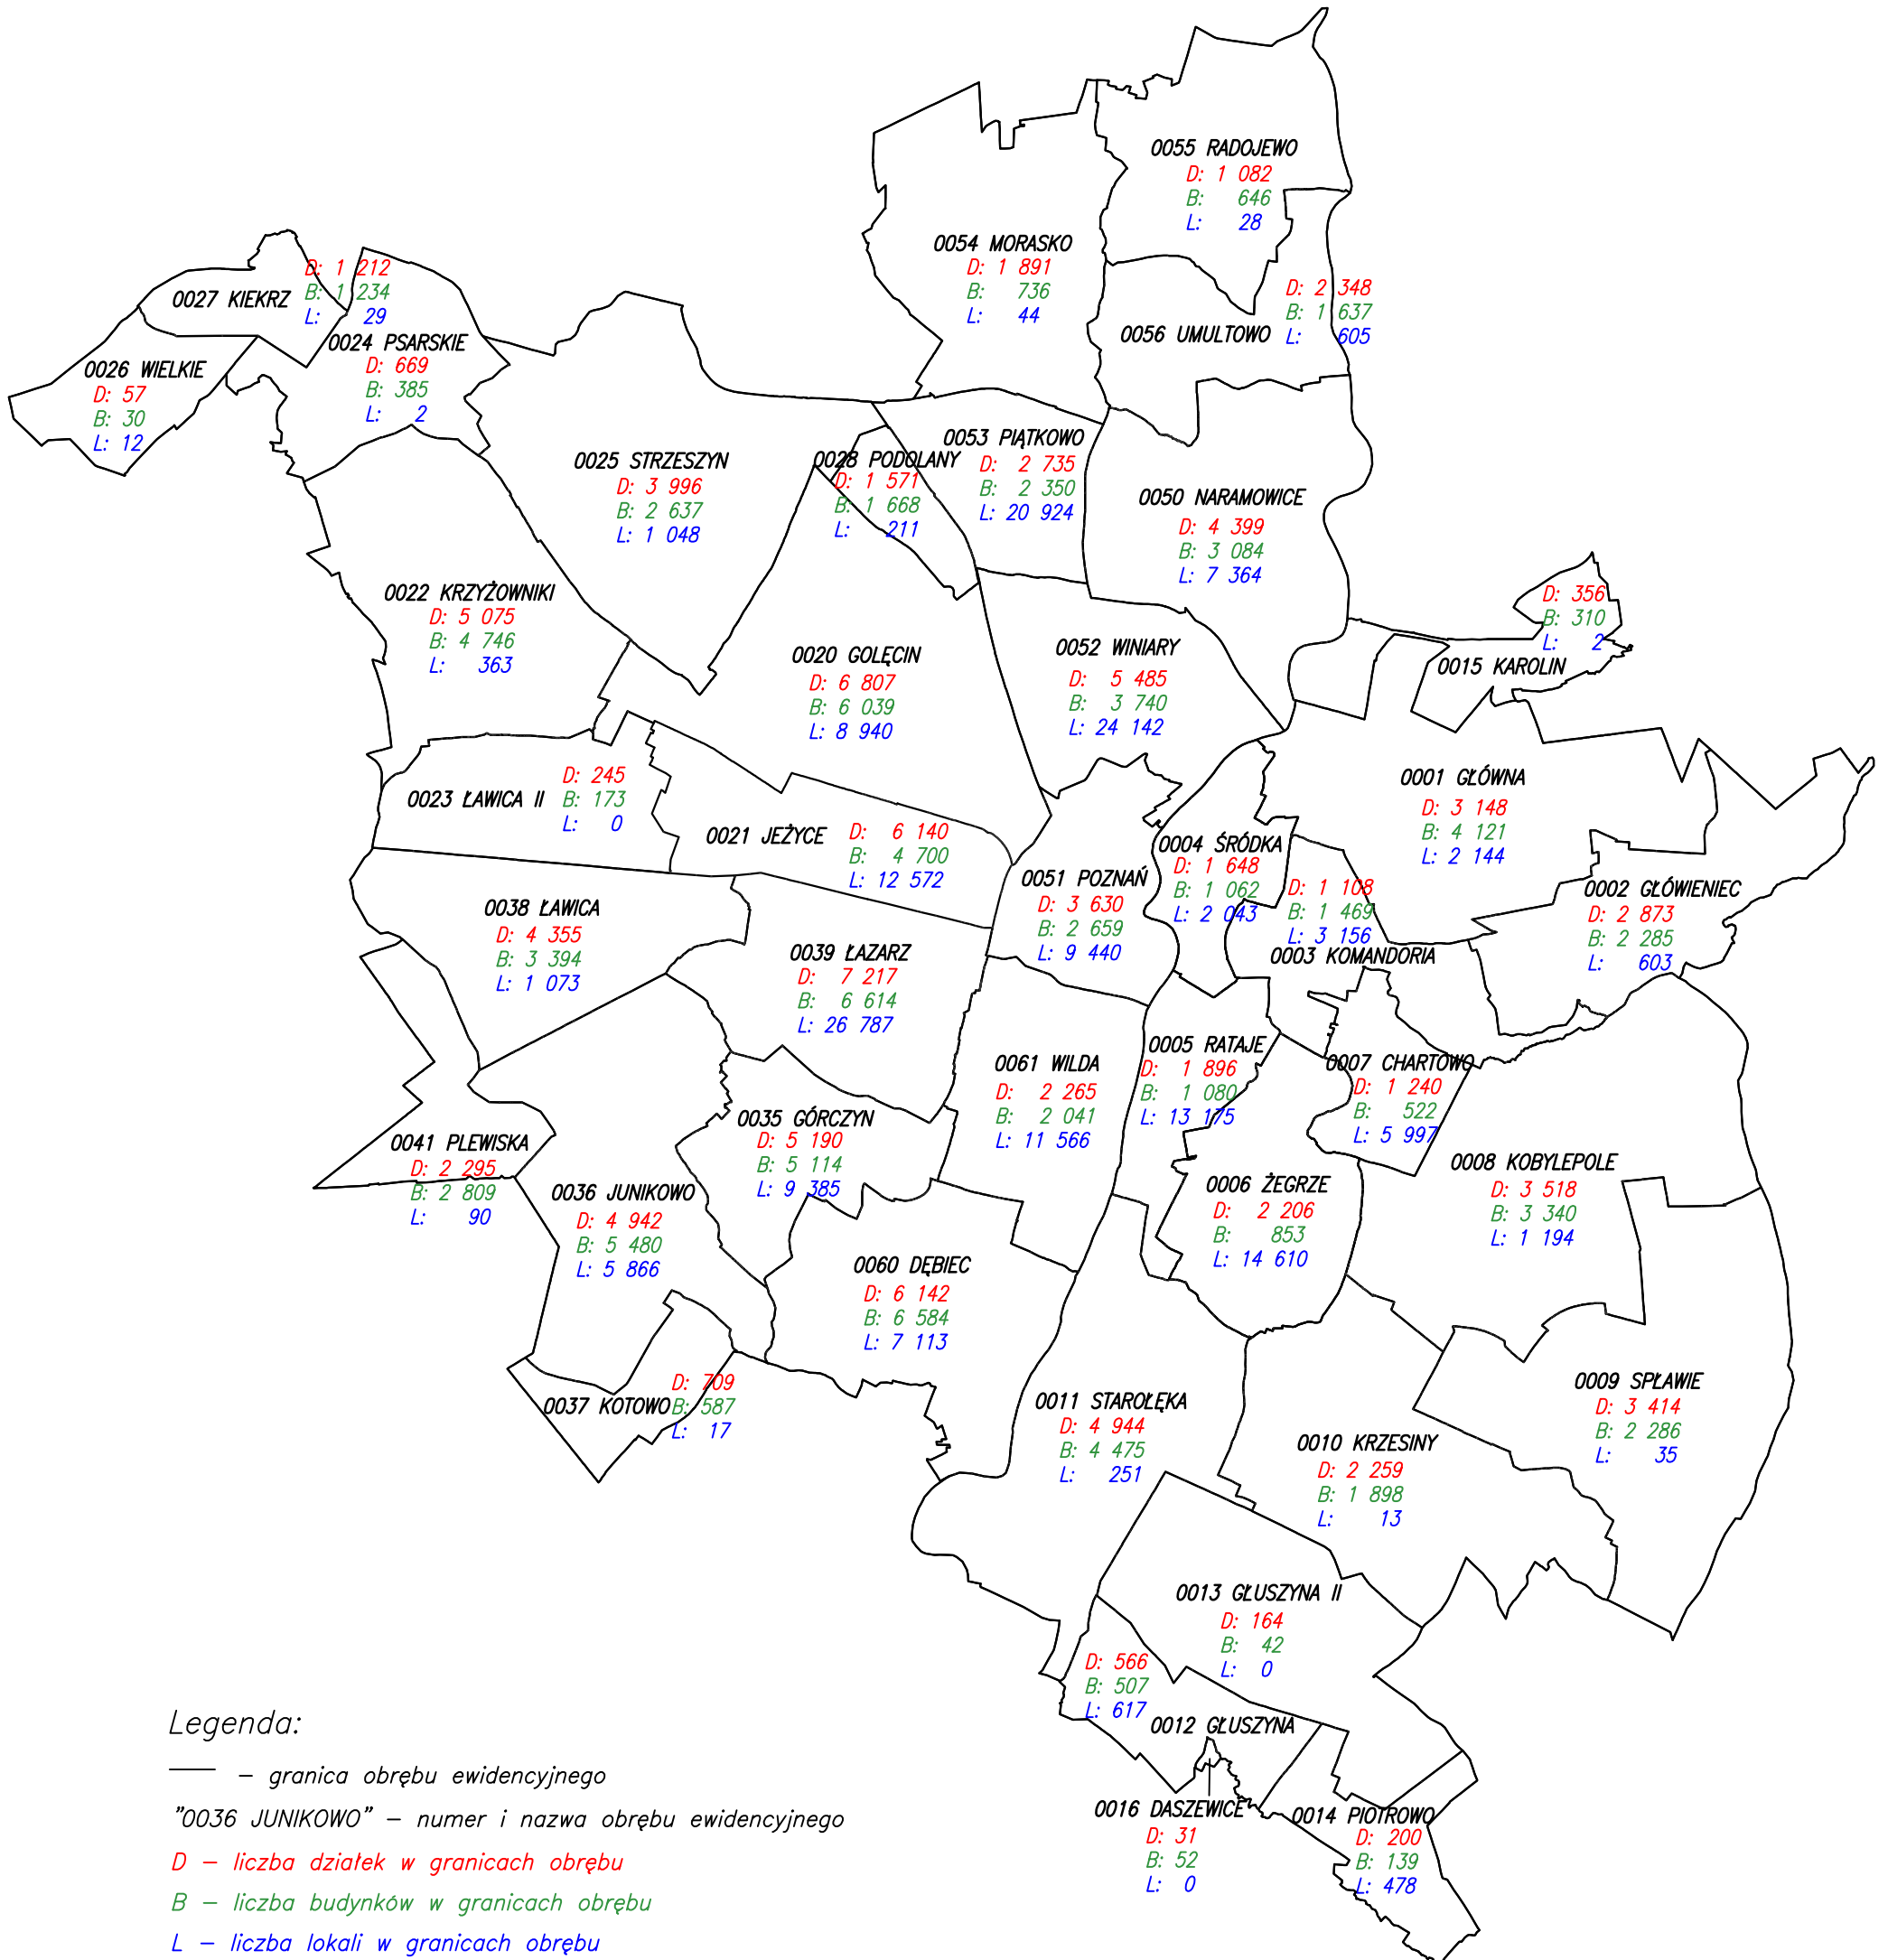 0055 RADOJEWO
D: 1 082
B: 646
L: 28
0054 MORASKO
D: 1 891
B: 736
L: 44
0027 KIEKRZ
D: 1 212
B: 1 234
L: 29
0056 UMULTOWO
D: 2 348
B: 1 637
L: 605
0024 PSARSKIE
D: 669
B: 385
L: 2
0026 WIELKIE
D: 57
B: 30
L: 12
0025 STRZESZYN
D: 3 996
B: 2 637
L: 1 048
0028 PODOLANY
D: 1 571
B: 1 668
L: 211
0053 PIĄTKOWO
D: 2 735
B: 2 350
L: 20 924
0050 NARAMOWICE
D: 4 399
B: 3 084
L: 7 364
0022 KRZYŻOWNIKI
D: 5 075
B: 4 746
L: 363
0020 GOLĘCIN
D: 6 807
B: 6 039
L: 8 940
0052 WINIARY
D: 5 485
B: 3 740
L: 24 142
D: 356
B: 310
L: 2
0015 KAROLIN
0023 ŁAWICA II
D: 245
B: 173
L: 0
0021 JEŻYCE
D: 6 140
B: 4 700
L: 12 572
0001 GŁÓWNA
D: 3 148
B: 4 121
L: 2 144
0004 ŚRÓDKA
D: 1 648
B: 1 062
L: 2 043
0051 POZNAŃ
D: 3 630
B: 2 659
L: 9 440
D: 1 108
B: 1 469
L: 3 156
0003 KOMANDORIA
0002 GŁÓWIENIEC
D: 2 873
B: 2 285
L: 603
0038 ŁAWICA
D: 4 355
B: 3 394
L: 1 073
0039 ŁAZARZ
D: 7 217
B: 6 614
L: 26 787
0061 WILDA
D: 2 265
B: 2 041
L: 11 566
0005 RATAJE
D: 1 896
B: 1 080
L: 13 175
0007 CHARTOWO
D: 1 240
B: 522
L: 5 997
0035 GÓRCZYN
D: 5 190
B: 5 114
L: 9 385
0041 PLEWISKA
D: 2 295
B: 2 809
L: 90
0036 JUNIKOWO
D: 4 942
B: 5 480
L: 5 866
0006 ŻEGRZE
D: 2 206
B: 853
L: 14 610
0008 KOBYLEPOLE
D: 3 518
B: 3 340
L: 1 194
0060 DĘBIEC
D: 6 142
B: 6 584
L: 7 113
0037 KOTOWO
D: 709
B: 587
L: 17
0011 STAROŁĘKA
D: 4 944
B: 4 475
L: 251
0009 SPŁAWIE
D: 3 414
B: 2 286
L: 35
0010 KRZESINY
D: 2 259
B: 1 898
L: 13
0013 GŁUSZYNA II
D: 164
B: 42
L: 0
D: 566
B: 507
L: 617
0012 GŁUSZYNA
0016 DASZEWICE
D: 31
B: 52
L: 0
0014 PIOTROWO
D: 200
B: 139
L: 478
Legenda:
– granica obrębu ewidencyjnego
"0036 JUNIKOWO" – numer i nazwa obrębu ewidencyjnego
D – liczba działek w granicach obrębu
B – liczba budynków w granicach obrębu
L – liczba lokali w granicach obrębu